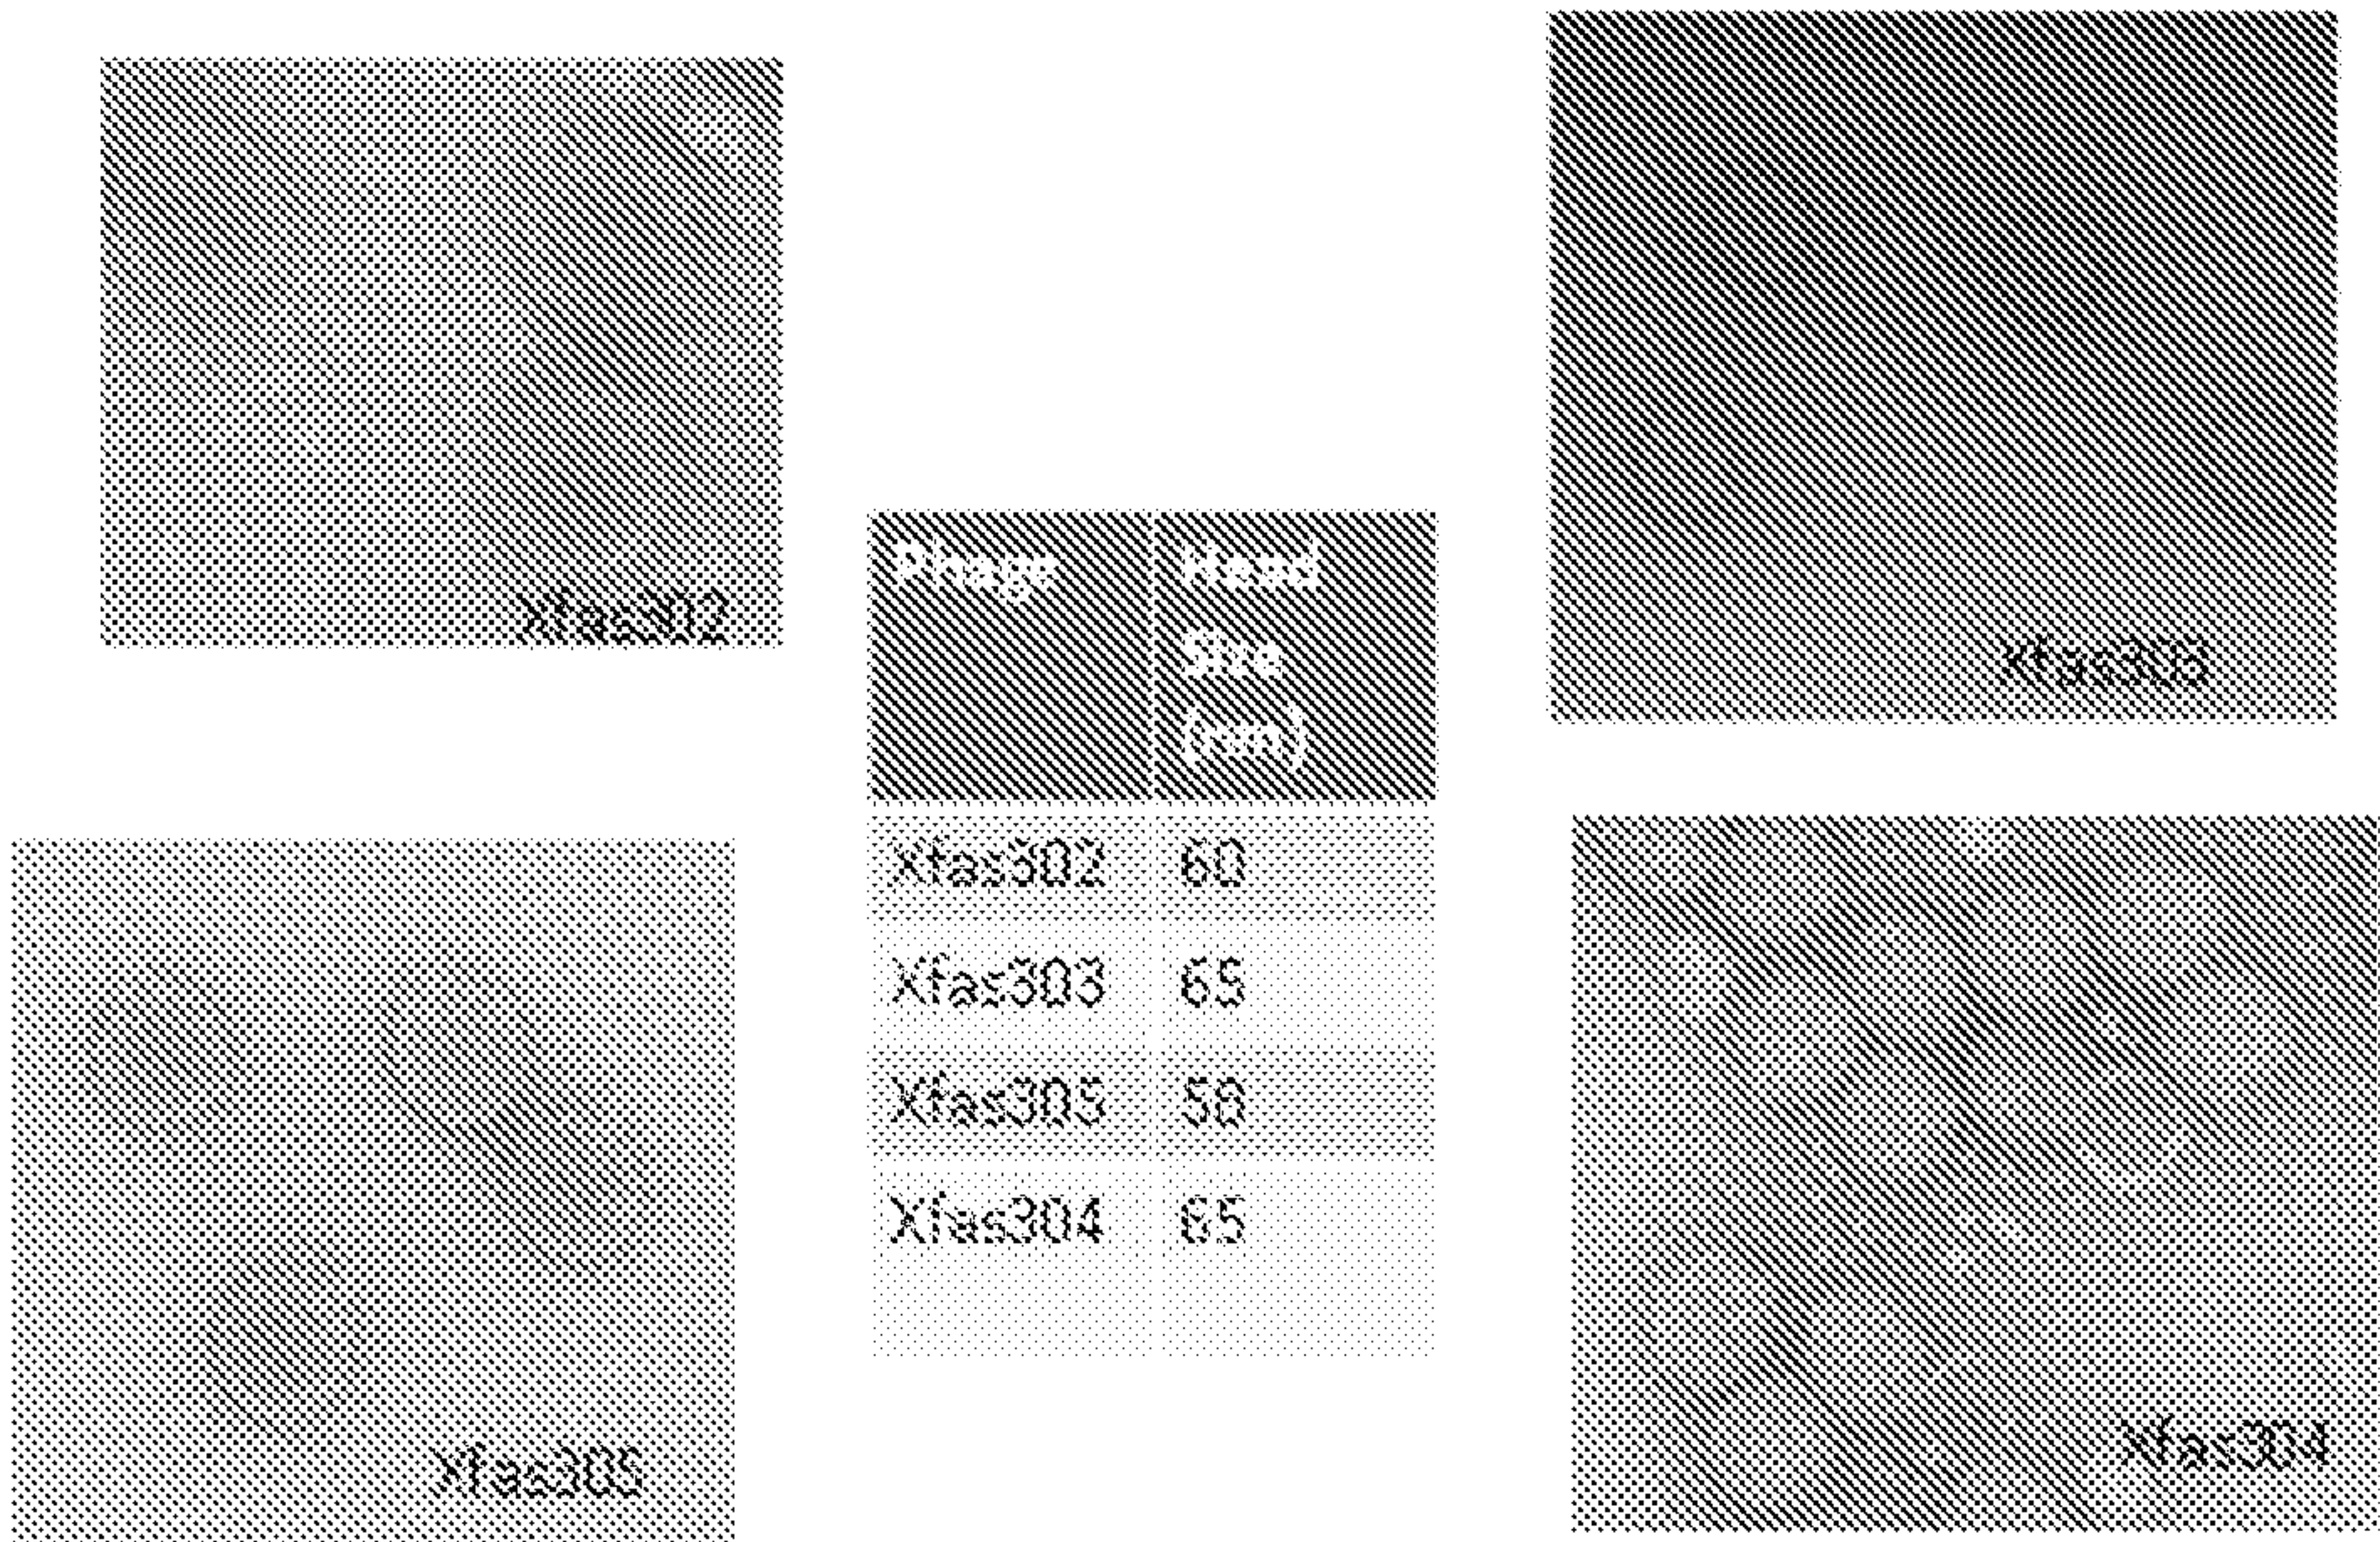 Xfas302
Xfas303
Phage Head Size (nm)
Xfas302 60
Xfas303 65
Xfas305 58
Xfas304 65
Xfas305
Xfas304